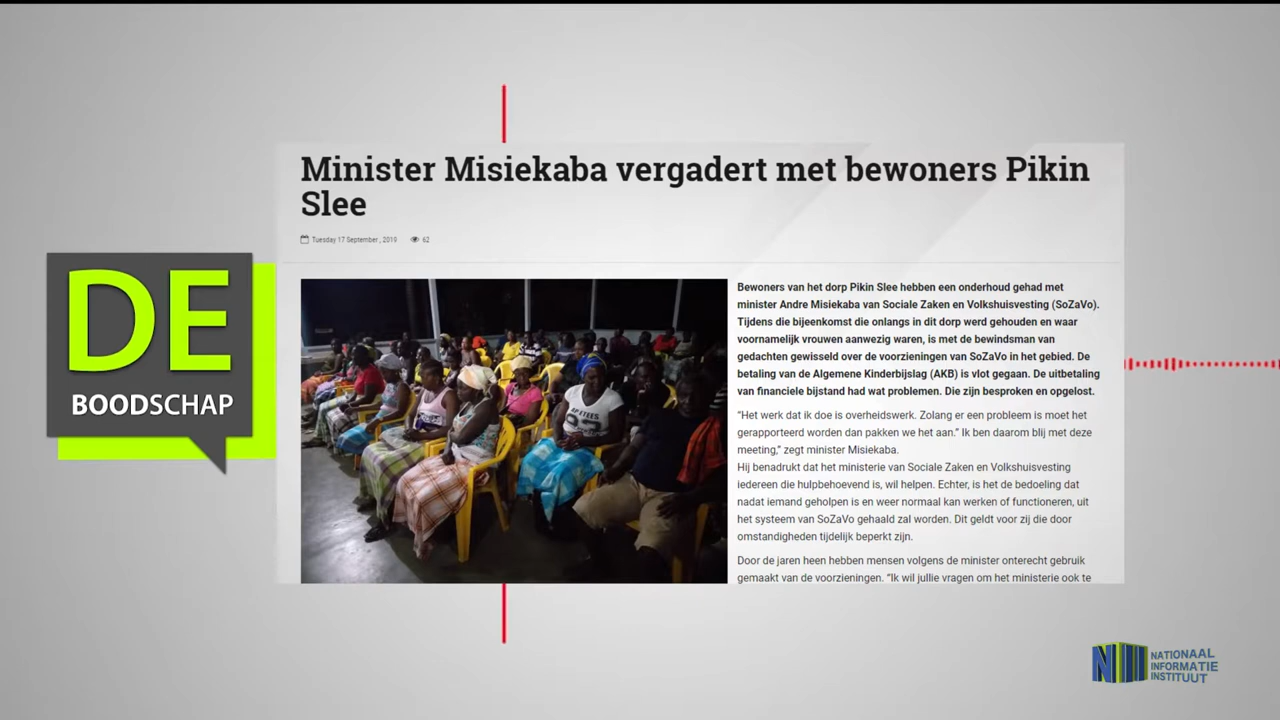 Minister Misiekaba vergadert met bewoners Pikin
Slee
Tuesday 17 September , 2019 62
DE
BOODSCHAP
Bewoners van het dorp Pikin Slee hebben een onderhoud gehad met
minister Andre Misiekaba van Sociale Zaken en Volkshuisvesting (SoZaVo).
Tijdens die bijeenkomst die onlangs in dit dorp werd gehouden en waar
voornamelijk vrouwen aanwezig waren, is met de bewindsman van
gedachten gewisseld over de voorzieningen van SoZaVo in het gebied. De
betaling van de Algemene Kinderbijslag (AKB) is vlot gegaan. De uitbetaling
van financiele bijstand had wat problemen. Die zijn besproken en opgelost.
“Het werk dat ik doe is overheidswerk. Zolang er een probleem is moet het
gerapporteerd worden dan pakken we het aan.” Ik ben daarom blij met deze
meeting,” zegt minister Misiekaba.
Hij benadrukt dat het ministerie van Sociale Zaken en Volkshuisvesting
iedereen die hulpbehoevend is, wil helpen. Echter, is het de bedoeling dat
nadat iemand geholpen is en weer normaal kan werken of functioneren, uit
het systeem van SoZaVo gehaald zal worden. Dit geldt voor zij die door
omstandigheden tijdelijk beperkt zijn.
Door de jaren heen hebben mensen volgens de minister onterecht gebruik
gemaakt van de voorzieningen. “Ik wil jullie vragen om het ministerie ook te
NATIONAAL
INFORMATIE
INSTITUUT